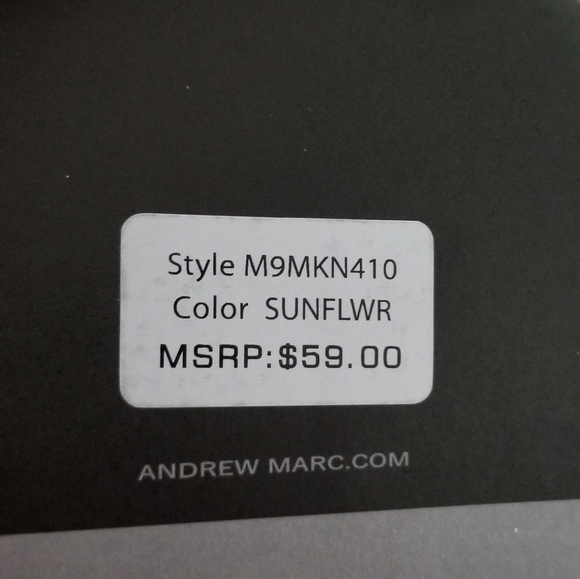 Style M9MKN410
Color SUNFLWR
MSRP:$59.00
ANDREW MARC.COM